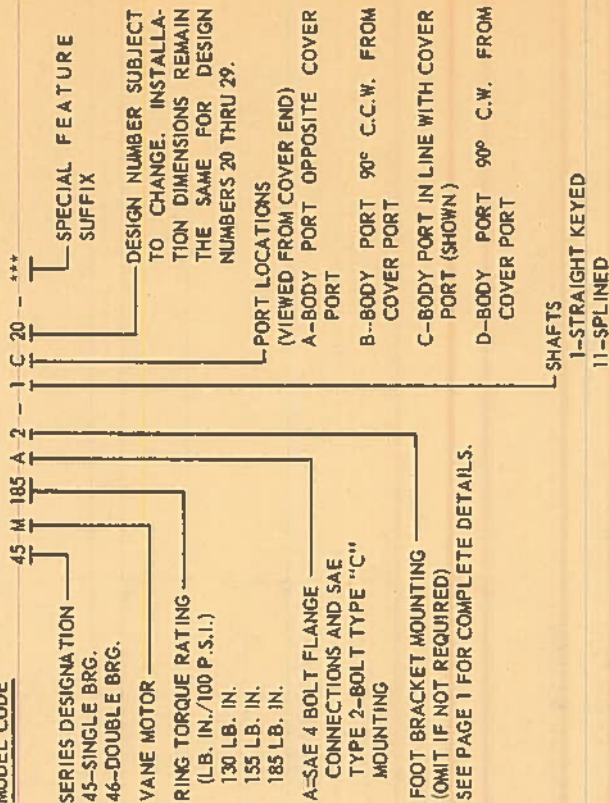 MODEL CODE
45 M 185 A 2 - 1 C 20 - ***
SERIES DESIGNATION
45-SINGLE BRG.
46-DOUBLE BRG.
VANE MOTOR
RING TORQUE RATING
(LB. IN./100 P.S.I.)
130 LB. IN.
155 LB. IN.
185 LB. IN.
A-SAE 4 BOLT FLANGE
CONNECTIONS AND SAE
TYPE 2-BOLT TYPE "C"
MOUNTING
FOOT BRACKET MOUNTING
(OMIT IF NOT REQUIRED)
SEE PAGE 1 FOR COMPLETE DETAILS.
SPECIAL FEATURE
SUFFIX
DESIGN NUMBER SUBJECT
TO CHANGE. INSTALLA-
TION DIMENSIONS REMAIN
THE SAME FOR DESIGN
NUMBERS 20 THRU 29.
PORT LOCATIONS
(VIEWED FROM COVER END)
A-BODY PORT OPPOSITE COVER
PORT
B--BODY PORT 90° C.C.W. FROM
COVER PORT
C-BODY PORT IN LINE WITH COVER
PORT (SHOWN)
D-BODY PORT 90° C.W. FROM
COVER PORT
SHAFTS
1-STRAIGHT KEYED
11-SPLINED